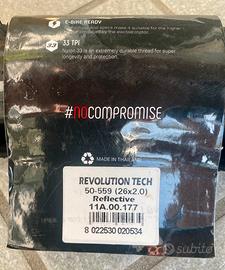 E-BIKE READY
33 TPI
Nylon 33 is an extremely durable thread for super
longevity and protection.
#NOCOMPROMISE
MADE IN THAILAND
REVOLUTION TECH
50-559 (26x2.0)
Reflective
11A.00.177
8 022530 020534
subito